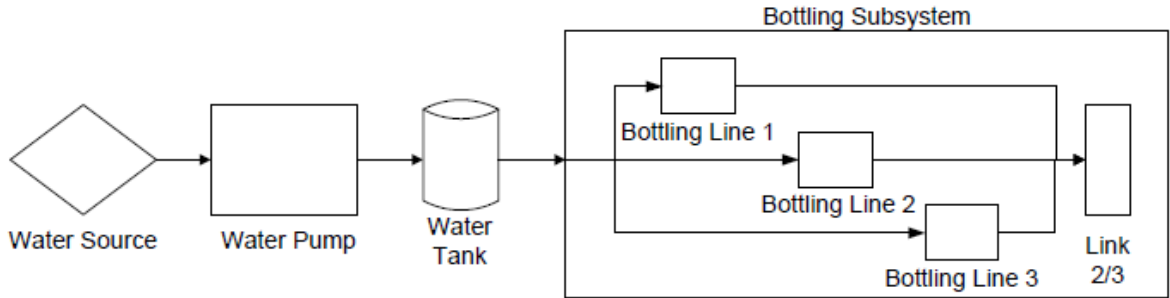 Bottling Subsystem
Bottling Line 1
Bottling Line 2
Bottling Line 3
Water Source
Water Pump
Water
Tank
Link
2/3